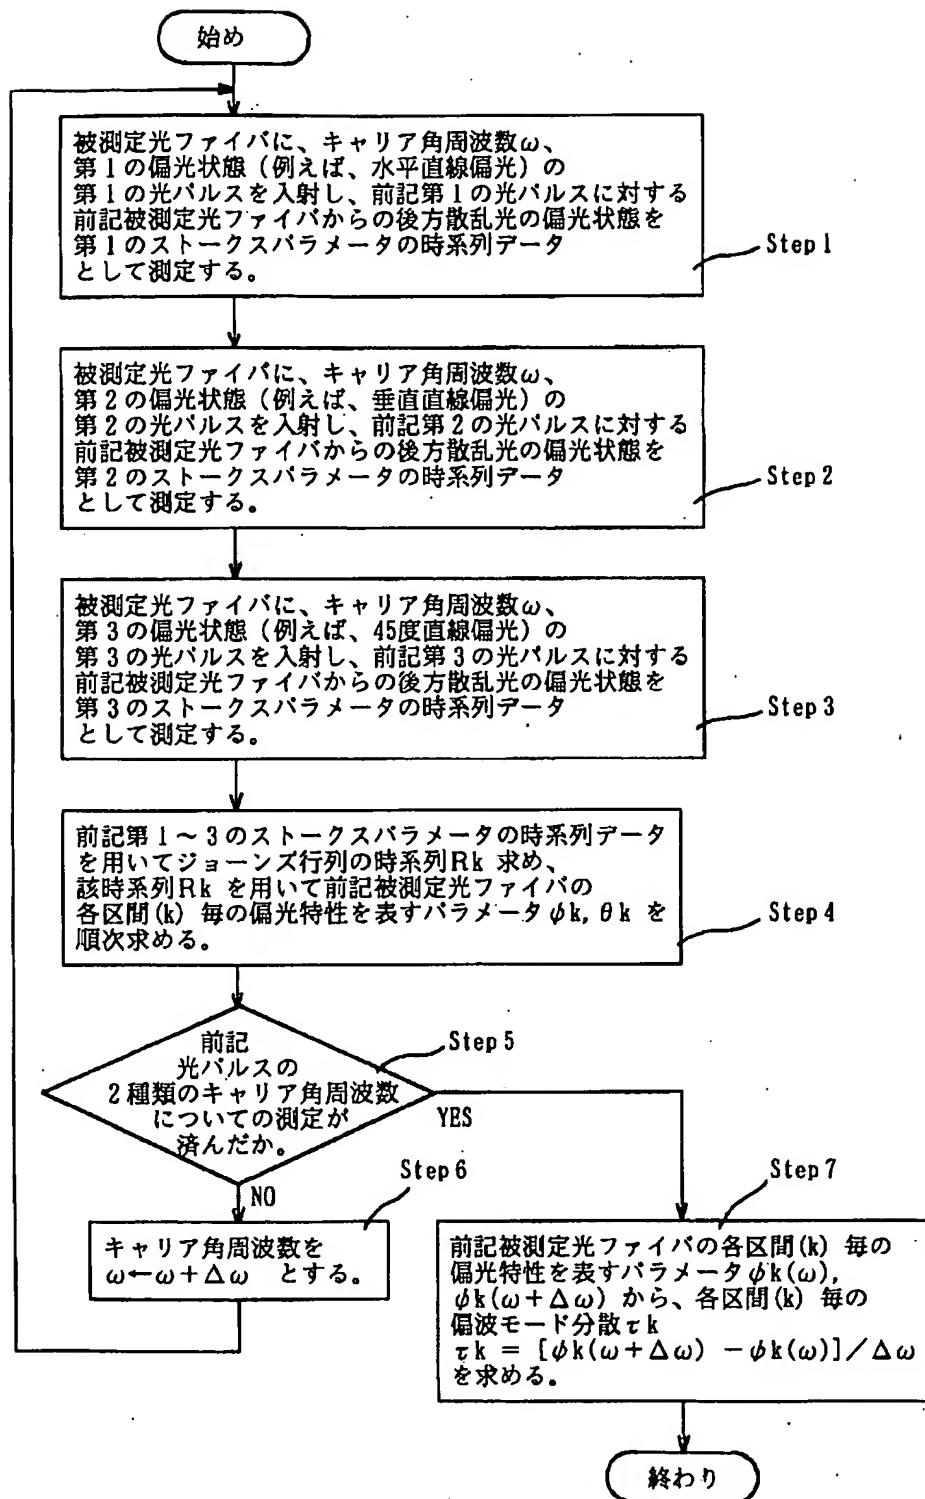 始め
被測定光ファイバに、キャリア角周波数ω、
第1の偏光状態（例えば、水平直線偏光）の
第1の光パルスを入射し、前記第1の光パルスに対する
前記被測定光ファイバからの後方散乱光の偏光状態を
第1のストークスパラメータの時系列データ
として測定する。
Step 1
被測定光ファイバに、キャリア角周波数ω、
第2の偏光状態（例えば、垂直直線偏光）の
第2の光パルスを入射し、前記第2の光パルスに対する
前記被測定光ファイバからの後方散乱光の偏光状態を
第2のストークスパラメータの時系列データ
として測定する。
Step 2
被測定光ファイバに、キャリア角周波数ω、
第3の偏光状態（例えば、45度直線偏光）の
第3の光パルスを入射し、前記第3の光パルスに対する
前記被測定光ファイバからの後方散乱光の偏光状態を
第3のストークスパラメータの時系列データ
として測定する。
Step 3
前記第1～3のストークスパラメータの時系列データ
を用いてジョーンズ行列の時系列Rk 求め、
該時系列Rk を用いて前記被測定光ファイバの
各区間(k) 毎の偏光特性を表すパラメータφk, θk を
順次求める。
Step 4
前記
光パルスの
2種類のキャリア角周波数
についての測定が
済んだか。
Step 5
YES
NO
Step 6
キャリア角周波数を
ω←ω＋Δω とする。
Step 7
前記被測定光ファイバの各区間(k) 毎の
偏光特性を表すパラメータφk(ω),
φk(ω＋Δω) から、各区間(k) 毎の
偏波モード分散τk
τk = [φk(ω＋Δω) －φk(ω)]／Δω
を求める。
終わり